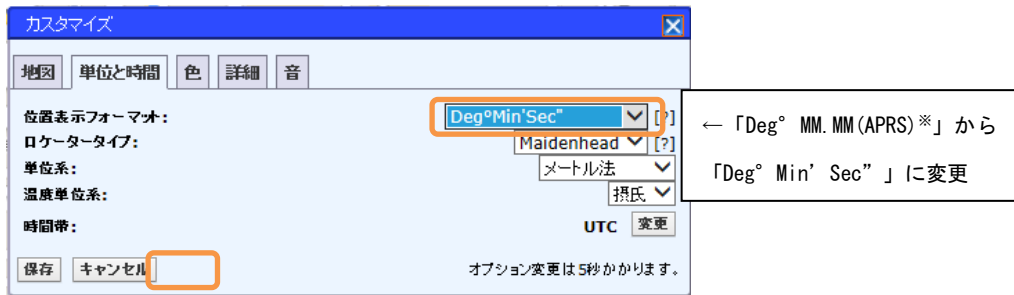 カスタマイズ
地図 単位と時間 色 詳細 音
位置表示フォーマット: Deg°Min'Sec" [?]
ロケータータイプ: Maidenhead [?]
単位系: メートル法
温度単位系: 摂氏
時間帯: UTC 変更
保存 キャンセル オプション変更は5秒かかります。
←「Deg° MM.MM(APRS)※」から
「Deg° Min’ Sec”」に変更